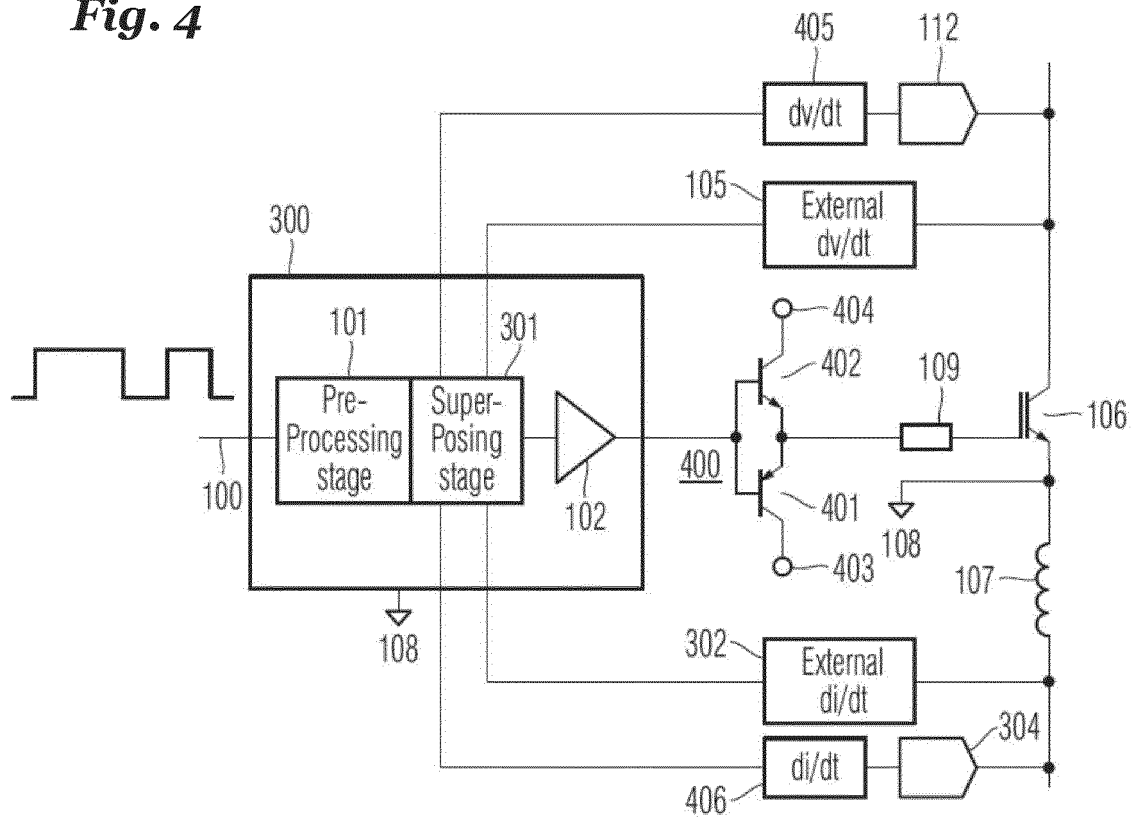 Fig. 4
405
112
dv/dt
105
External
dv/dt
300
404
101
301
402
109
Pre-
Processing
stage
Super-
Posing
stage
106
100
102
400
401
108
403
107
108
302
External
di/dt
304
di/dt
406